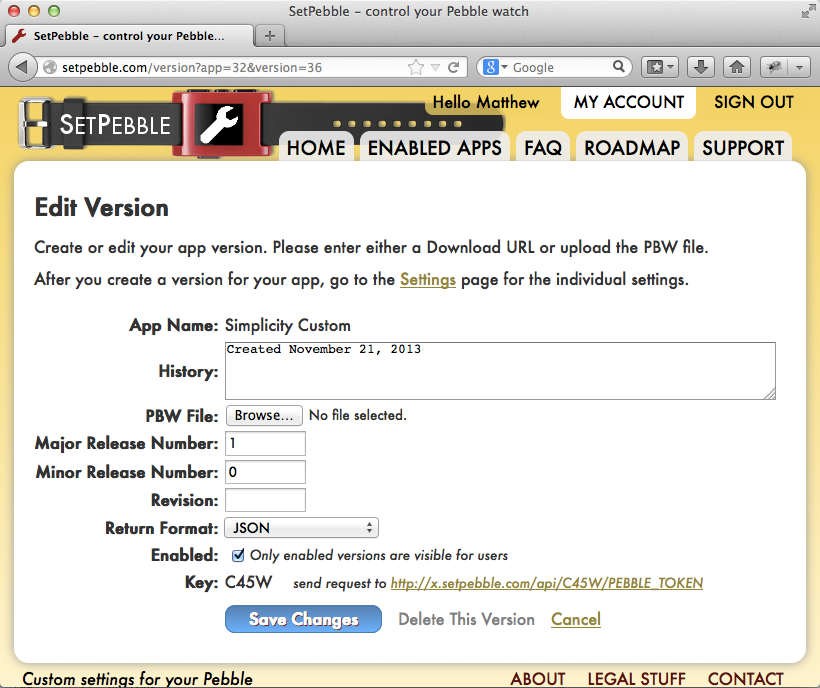 SetPebble – control your Pebble watch
SetPebble – control your Pebble...
setpebble.com/version?app=32&version=36
Google
SETPEBBLE
Hello Matthew
MY ACCOUNT
SIGN OUT
HOME
ENABLED APPS
FAQ
ROADMAP
SUPPORT
Edit Version
Create or edit your app version. Please enter either a Download URL or upload the PBW file.
After you create a version for your app, go to the Settings page for the individual settings.
App Name: Simplicity Custom
History: Created November 21, 2013
PBW File: Browse... No file selected.
Major Release Number: 1
Minor Release Number: 0
Revision:
Return Format: JSON
Enabled: Only enabled versions are visible for users
Key: C45W send request to http://x.setpebble.com/api/C45W/PEBBLE_TOKEN
Save Changes Delete This Version Cancel
Custom settings for your Pebble
ABOUT LEGAL STUFF CONTACT